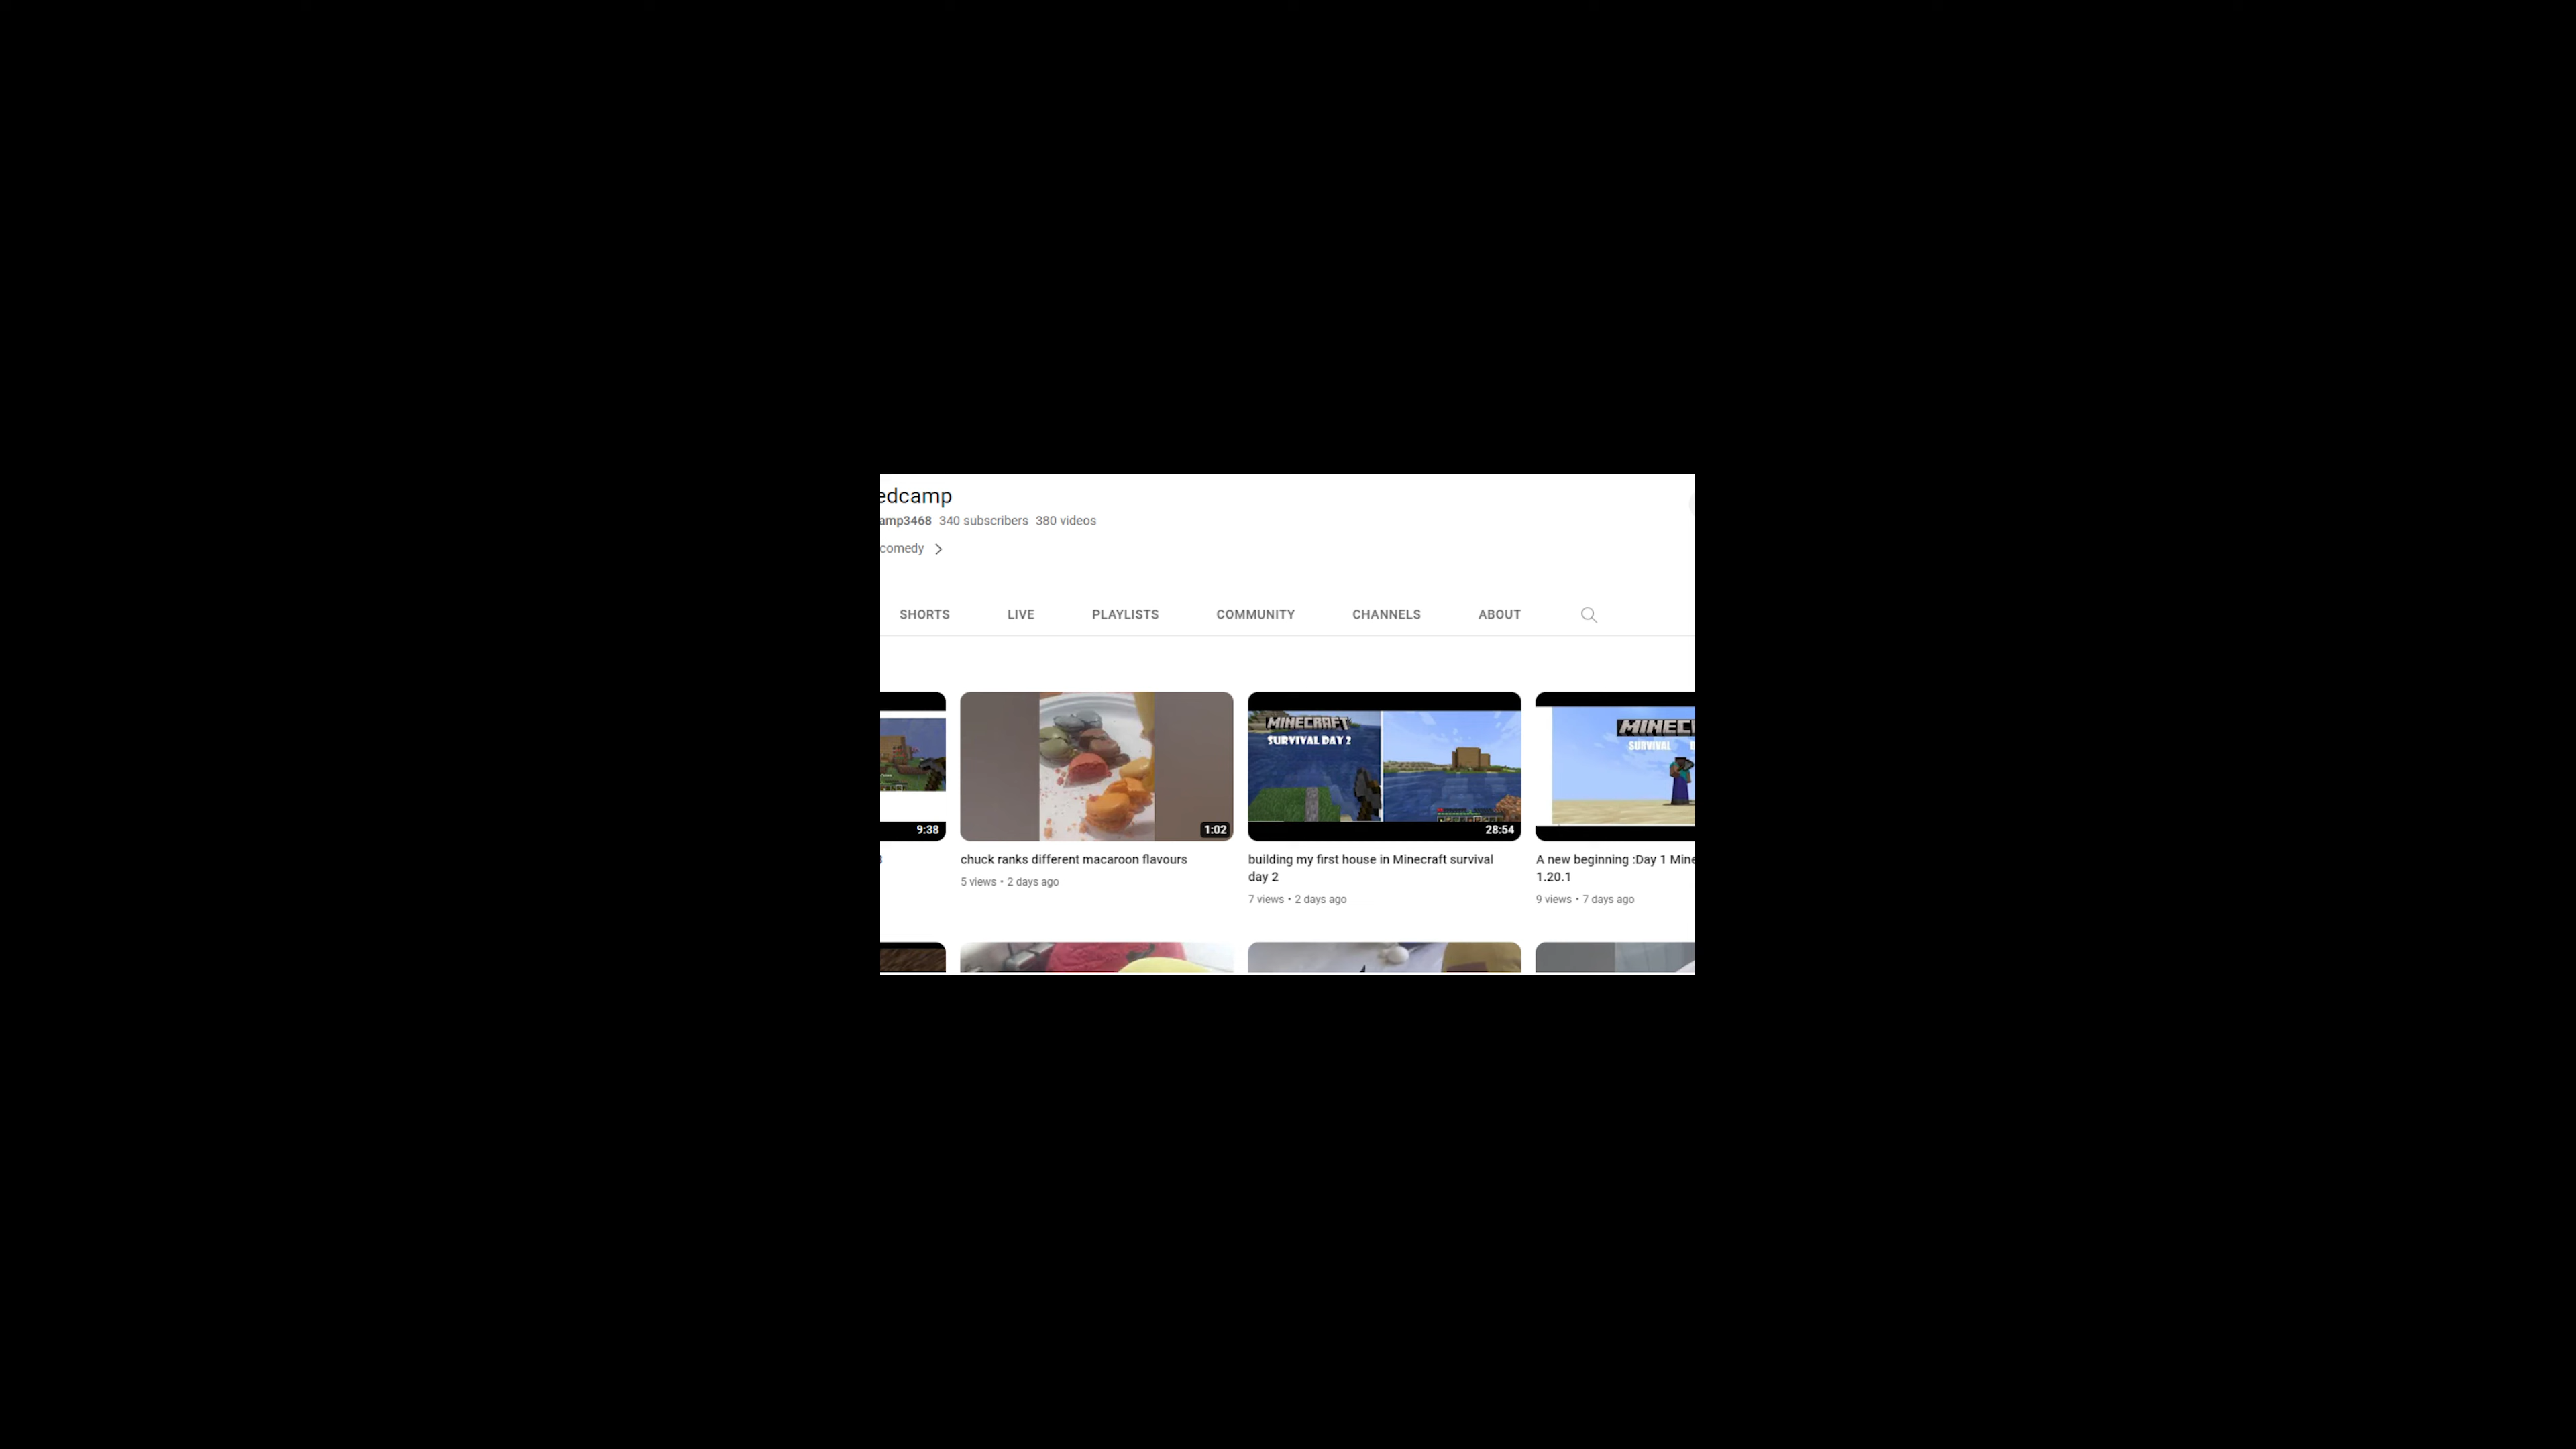 edcamp
amp3468 340 subscribers 380 videos
comedy
SHORTS LIVE PLAYLISTS COMMUNITY CHANNELS ABOUT
MINECRAFT
SURVIVAL DAY 2
MINEC
SURVIVAL
9:38
1:02
28:54
chuck ranks different macaroon flavours
5 views • 2 days ago
building my first house in Minecraft survival
day 2
7 views • 2 days ago
A new beginning :Day 1 Mine
1.20.1
9 views • 7 days ago